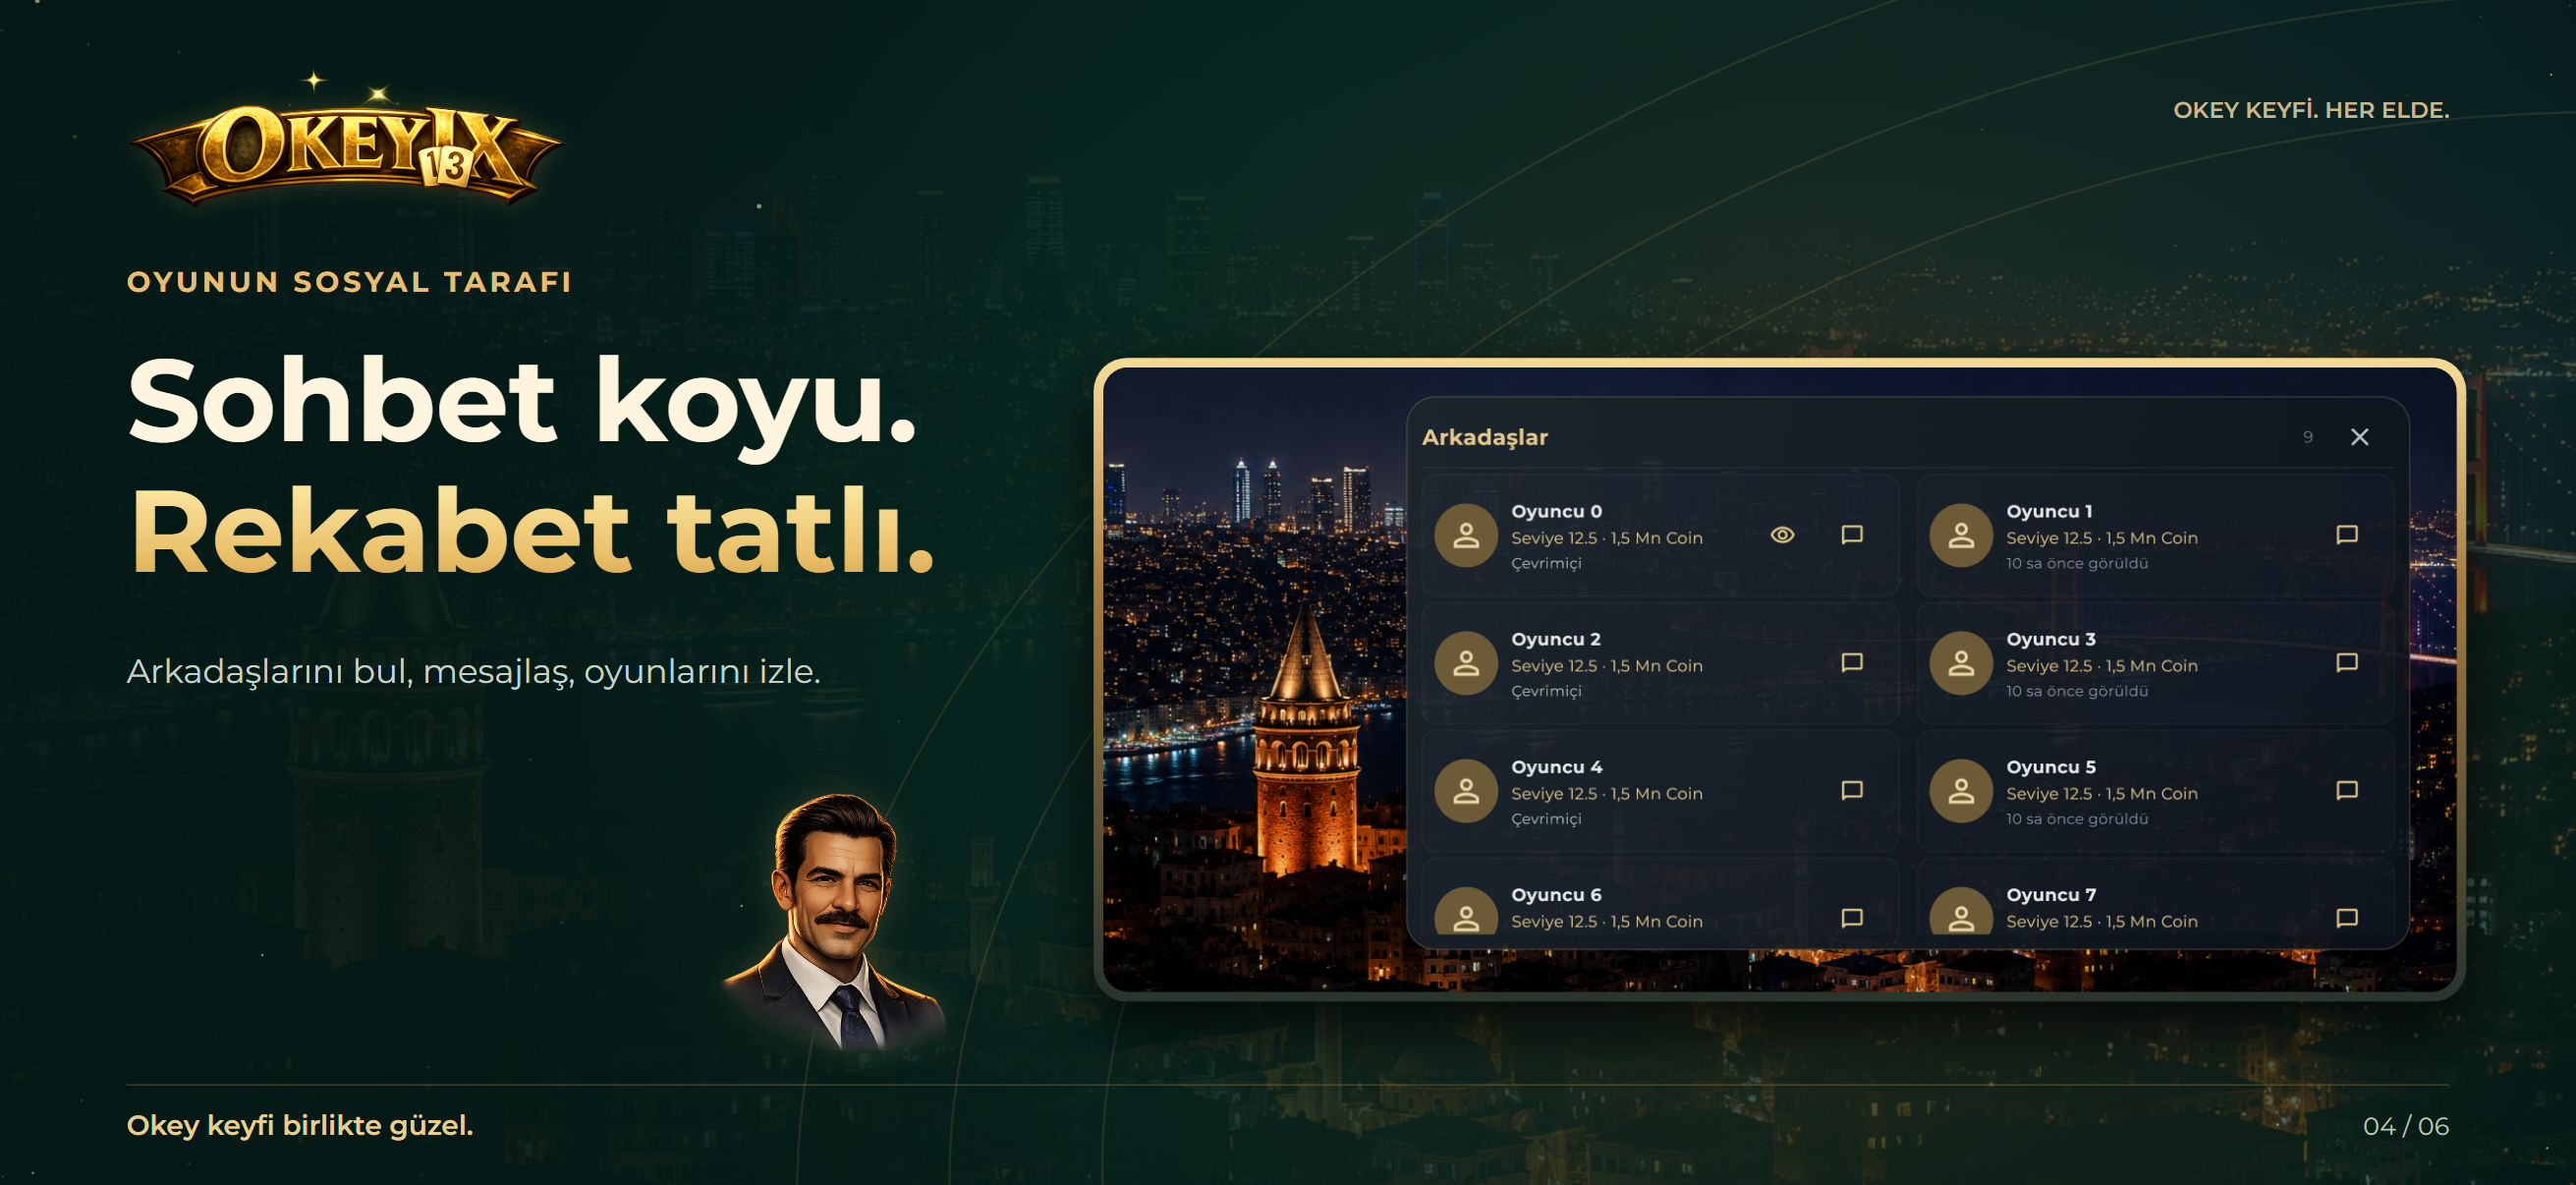 OKEYIX
13
OKEY KEYFİ. HER ELDE.
OYUNUN SOSYAL TARAFI
Sohbet koyu.
Rekabet tatlı.
Arkadaşlarını bul, mesajlaş, oyunlarını izle.
Arkadaşlar
9
Oyuncu 0
Seviye 12.5 · 1,5 Mn Coin
Çevrimiçi
Oyuncu 1
Seviye 12.5 · 1,5 Mn Coin
10 sa önce görüldü
Oyuncu 2
Seviye 12.5 · 1,5 Mn Coin
Çevrimiçi
Oyuncu 3
Seviye 12.5 · 1,5 Mn Coin
10 sa önce görüldü
Oyuncu 4
Seviye 12.5 · 1,5 Mn Coin
Çevrimiçi
Oyuncu 5
Seviye 12.5 · 1,5 Mn Coin
10 sa önce görüldü
Oyuncu 6
Seviye 12.5 · 1,5 Mn Coin
Oyuncu 7
Seviye 12.5 · 1,5 Mn Coin
Okey keyfi birlikte güzel.
04 / 06